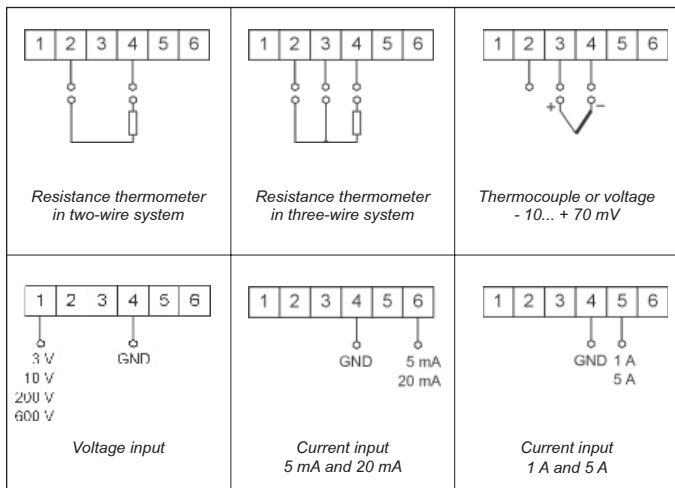 1 2 3 4 5 6
Resistance thermometer
in two-wire system
1 2 3 4 5 6
Resistance thermometer
in three-wire system
1 2 3 4 5 6
+ −
Thermocouple or voltage
- 10... + 70 mV
1 2 3 4 5 6
3 V GND
10 V
200 V
600 V
Voltage input
1 2 3 4 5 6
GND 5 mA
20 mA
Current input
5 mA and 20 mA
1 2 3 4 5 6
GND 1 A
5 A
Current input
1 A and 5 A